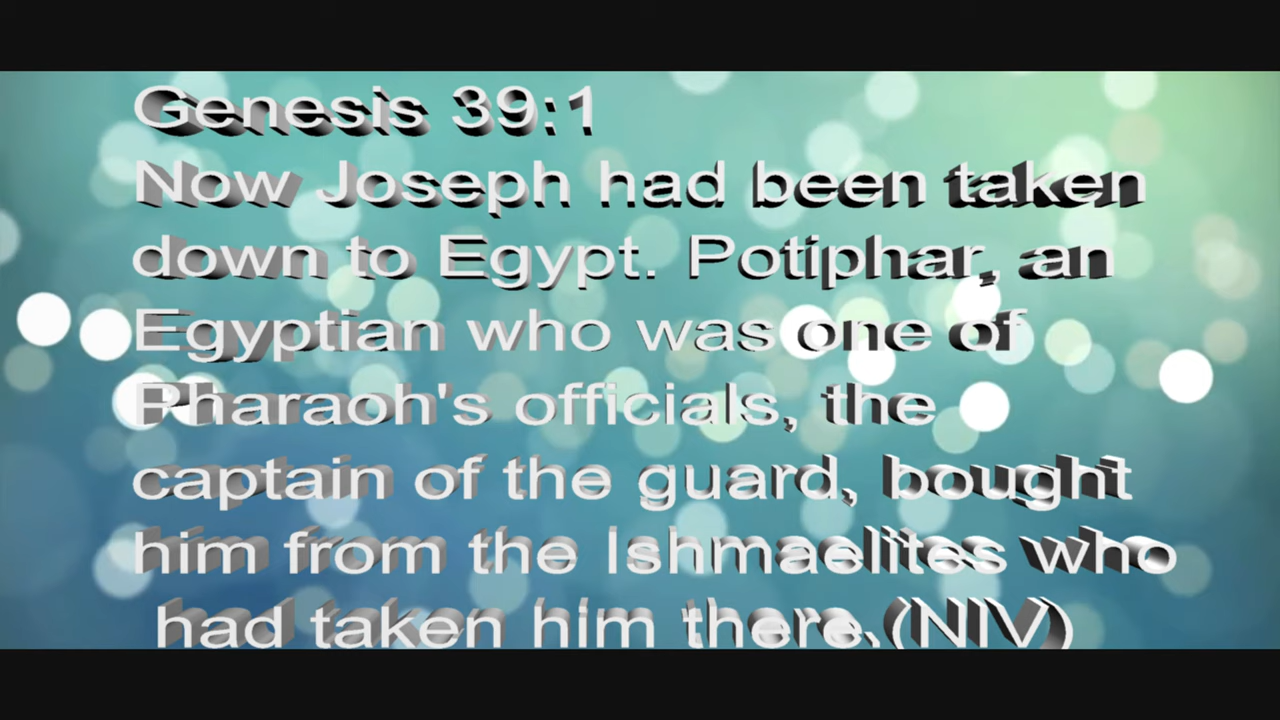 Genesis 39:1
Now Joseph had been taken
down to Egypt. Potiphar, an
Egyptian who was one of
Pharaoh's officials, the
captain of the guard, bought
him from the Ishmaelites who
had taken him there.(NIV)